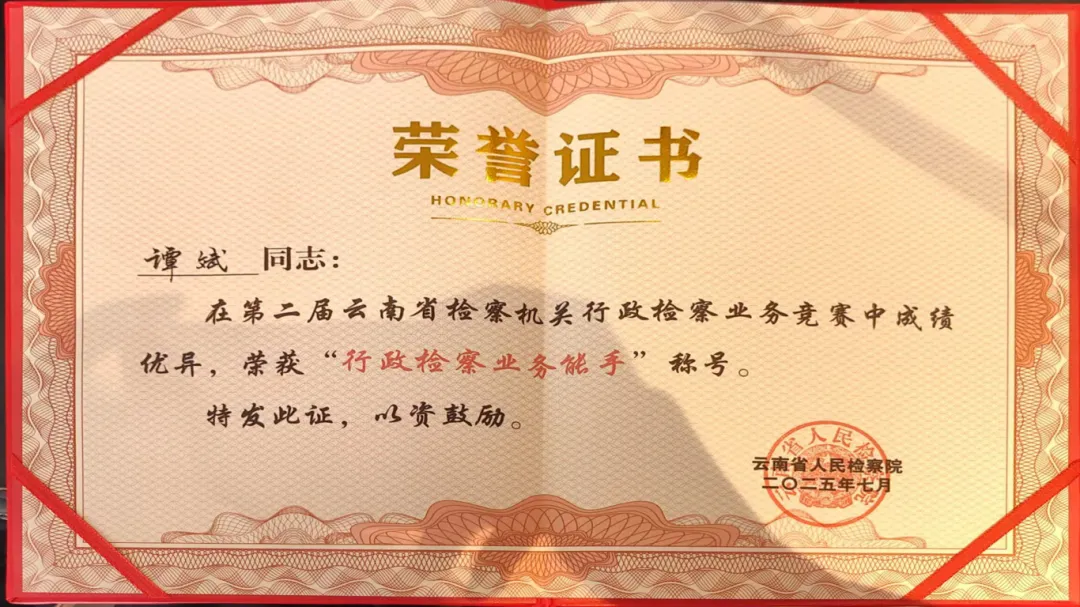 荣誉证书
HONORARY CREDENTIAL
谭斌 同志：
在第二届云南省检察机关行政检察业务竞赛中成绩
优异，荣获“行政检察业务能手”称号。
特发此证，以资鼓励。
云南省人民检察院
二〇二五年七月